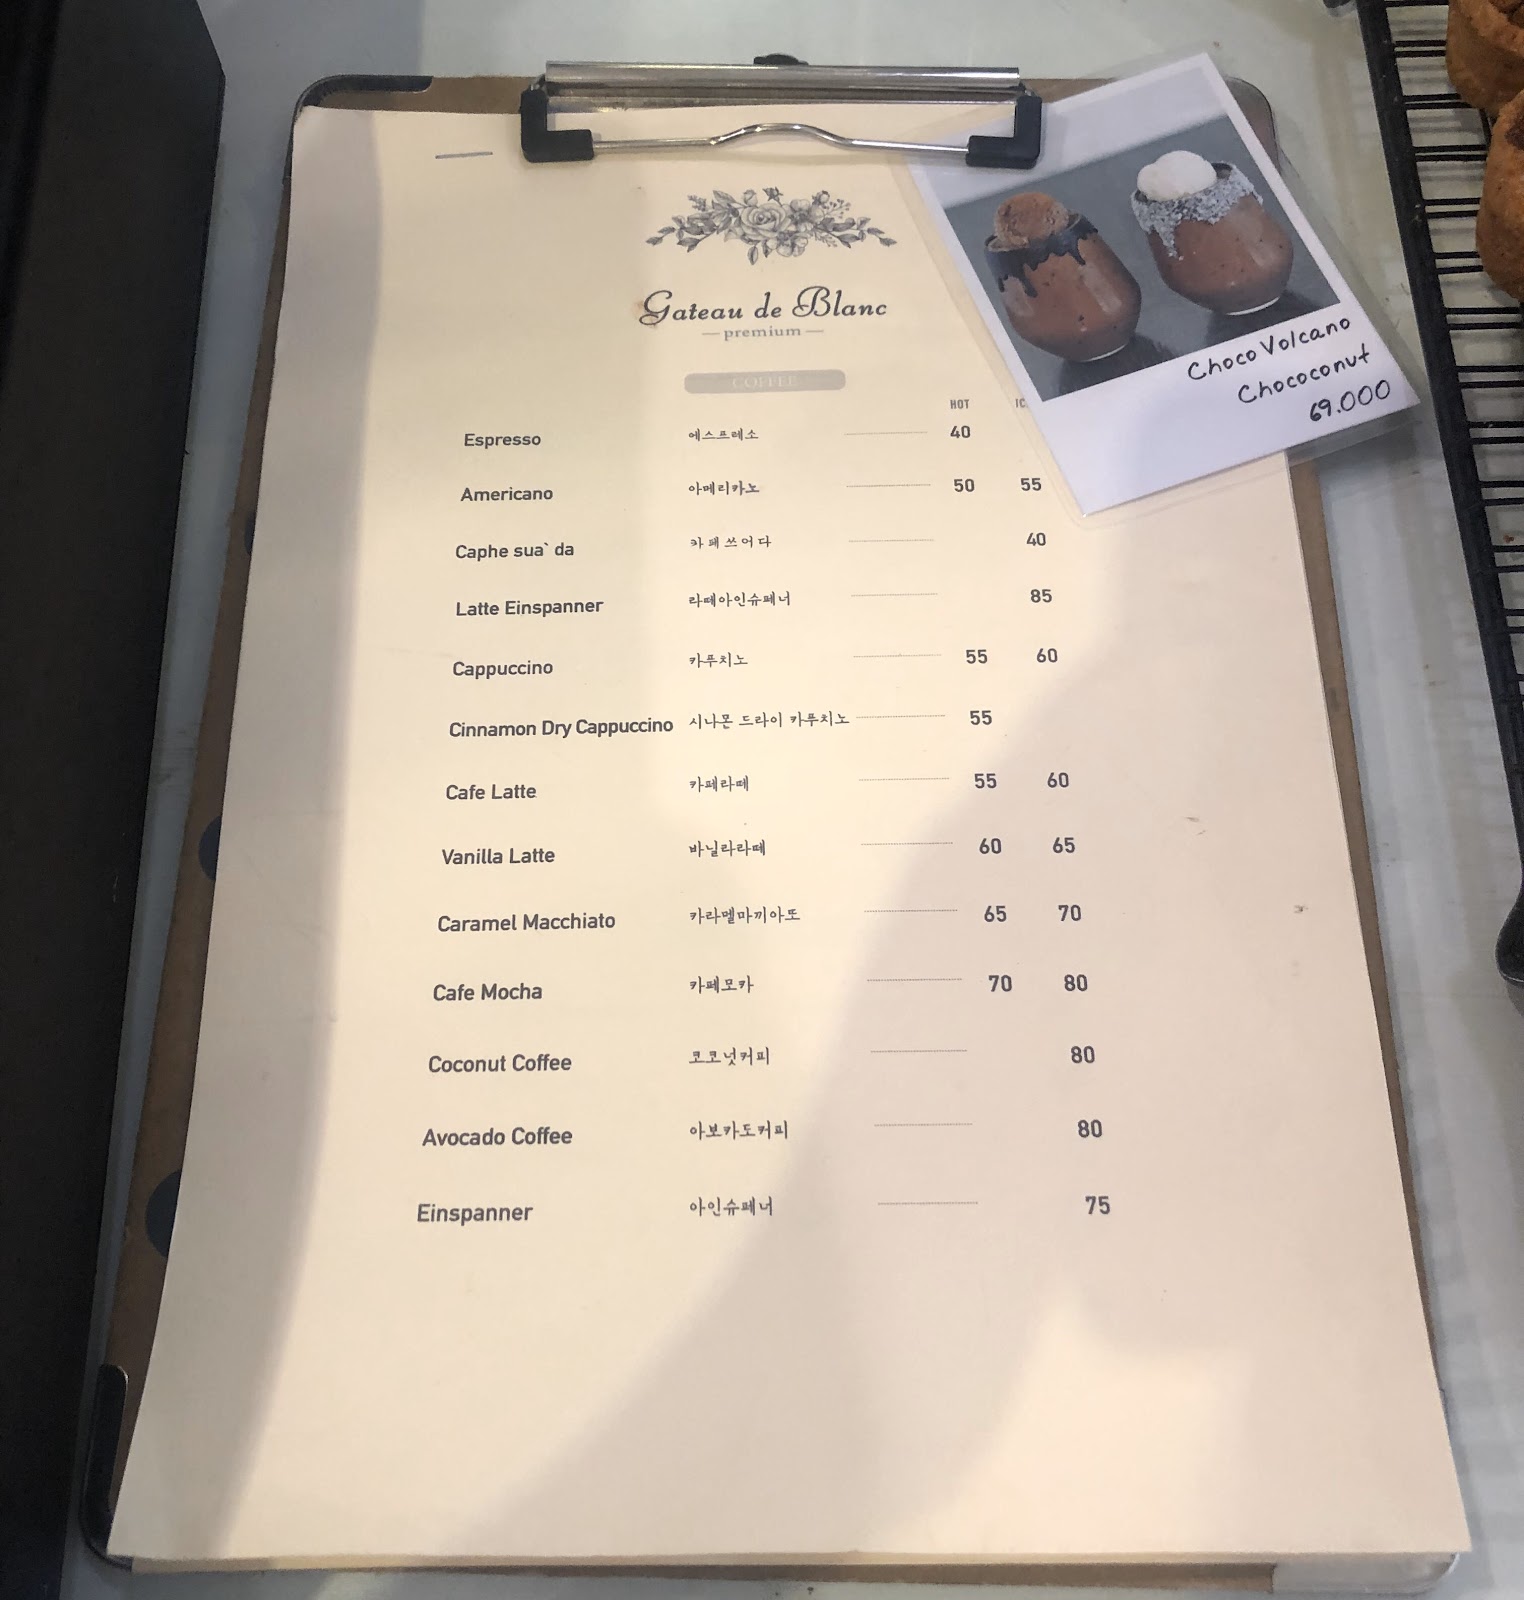 Gateau de Blanc
premium
COFFEE
HOT
Espresso 에스프레소 40
Americano 아메리카노 50 55
Caphe sua` da 카페쓰어다 40
Latte Einspanner 라떼아인슈페너 85
Cappuccino 카푸치노 55 60
Cinnamon Dry Cappuccino 시나몬 드라이 카푸치노 55
Cafe Latte 카페라떼 55 60
Vanilla Latte 바닐라라떼 60 65
Caramel Macchiato 카라멜마끼아또 65 70
Cafe Mocha 카페모카 70 80
Coconut Coffee 코코넛커피 80
Avocado Coffee 아보카도커피 80
Einspanner 아인슈페너 75
Choco Volcano
Chococonut
69.000